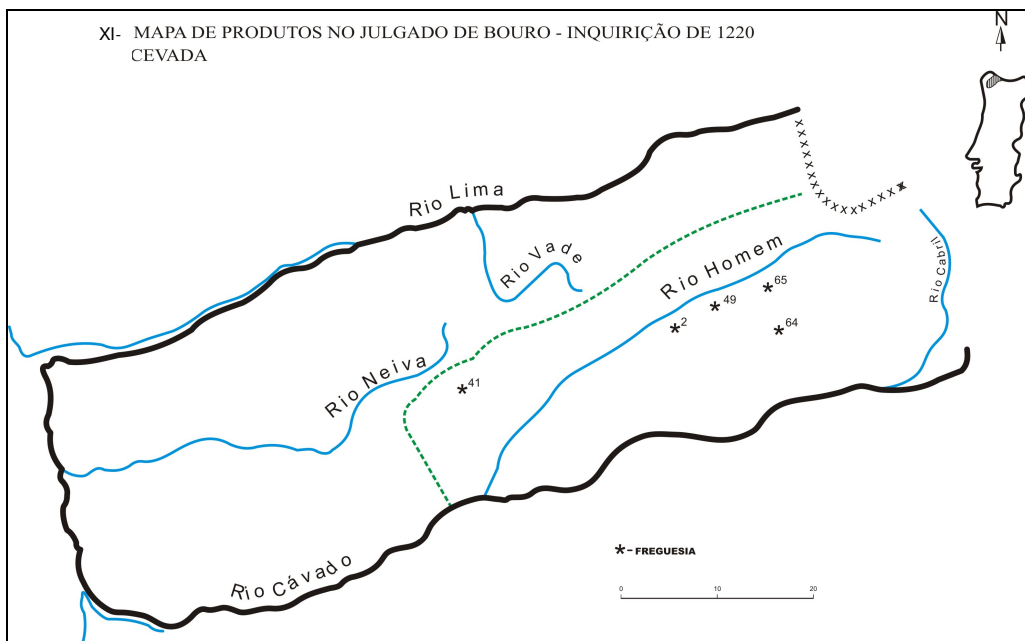 XI- MAPA DE PRODUTOS NO JULGADO DE BOURO - INQUIRIÇÃO DE 1220
CEVADA
N
Rio Lima
Rio Vade
Rio Homem
Rio Cabril
*65
*49
*2
*64
Rio Neiva
*41
Rio Cávado
*- FREGUESIA
0 10 20